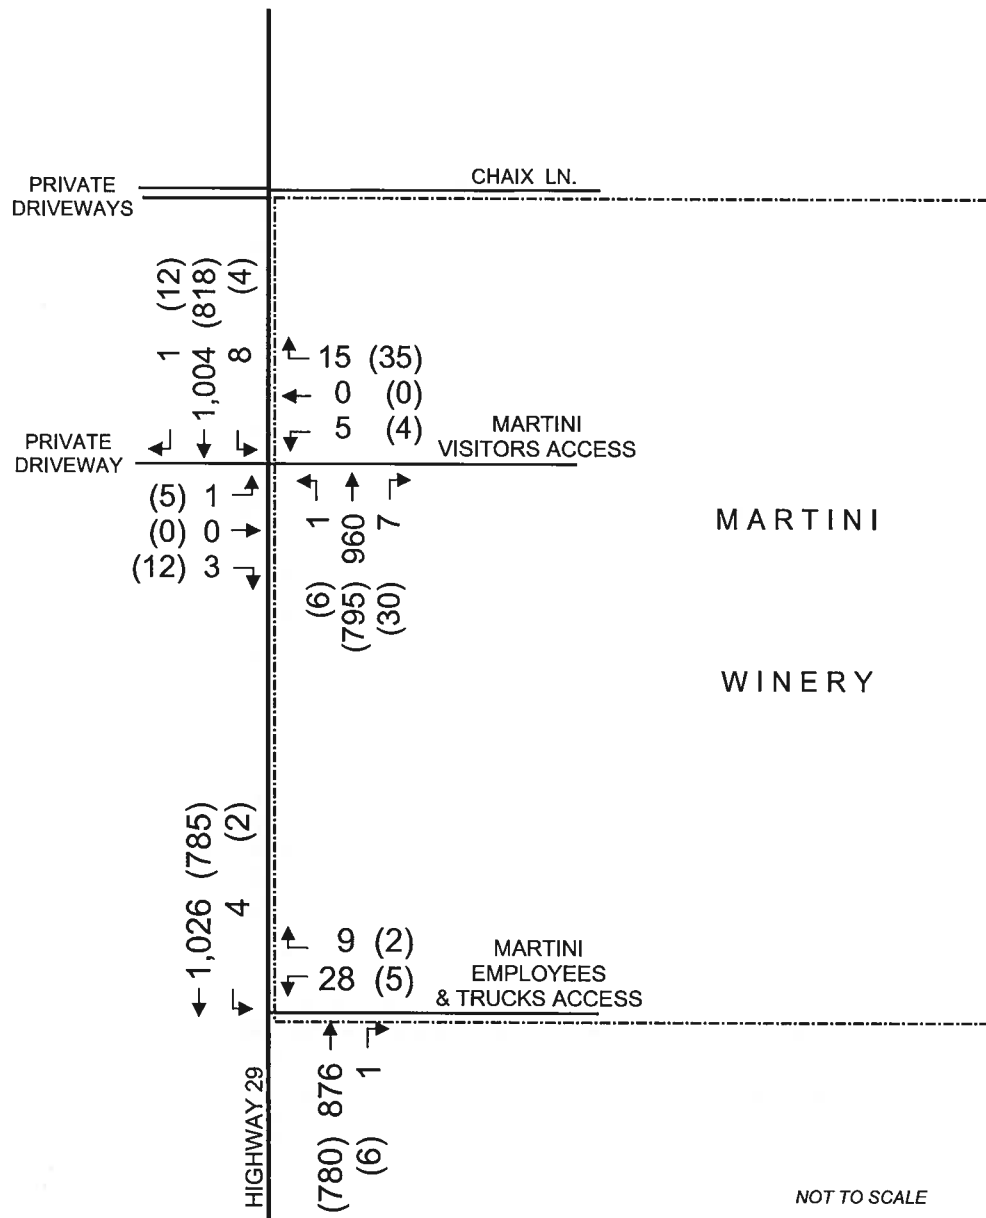 CHAIX LN.
PRIVATE
DRIVEWAYS
1 (12)
1,004 (818)
8 (4)
15 (35)
0 (0)
5 (4)
MARTINI
VISITORS ACCESS
PRIVATE
DRIVEWAY
(5) 1
(0) 0
(12) 3
(6) 1
(795) 960
(30) 7
MARTINI
WINERY
1,026 (785)
4 (2)
9 (2)
28 (5)
MARTINI
EMPLOYEES
& TRUCKS ACCESS
HIGHWAY 29
(780) 876
(6) 1
NOT TO SCALE